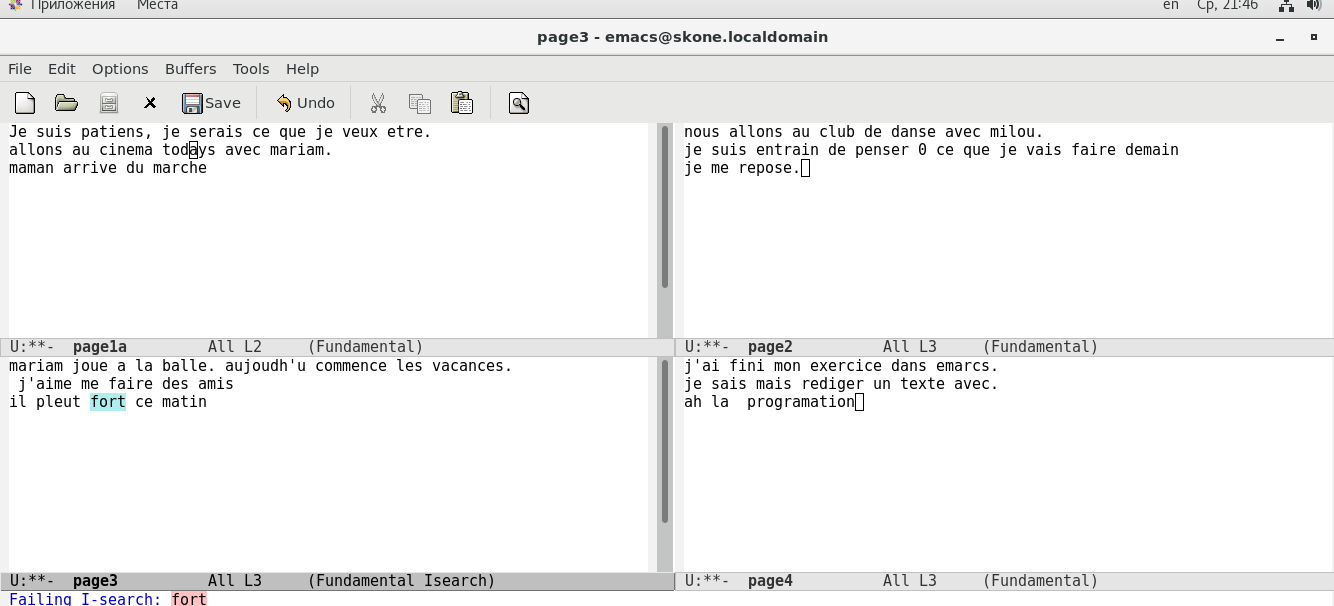 Приложения Места en Ср, 21:46
page3 - emacs@skone.localdomain
File Edit Options Buffers Tools Help
Save Undo
Je suis patiens, je serais ce que je veux etre.
allons au cinema todays avec mariam.
maman arrive du marche
U:**- page1a All L2 (Fundamental)
nous allons au club de danse avec milou.
je suis entrain de penser 0 ce que je vais faire demain
je me repose.
U:**- page2 All L3 (Fundamental)
mariam joue a la balle. aujoudh'u commence les vacances.
j'aime me faire des amis
il pleut fort ce matin
U:**- page3 All L3 (Fundamental Isearch)
j'ai fini mon exercice dans emarcs.
je sais mais rediger un texte avec.
ah la  programation
U:**- page4 All L3 (Fundamental)
Failing I-search: fort